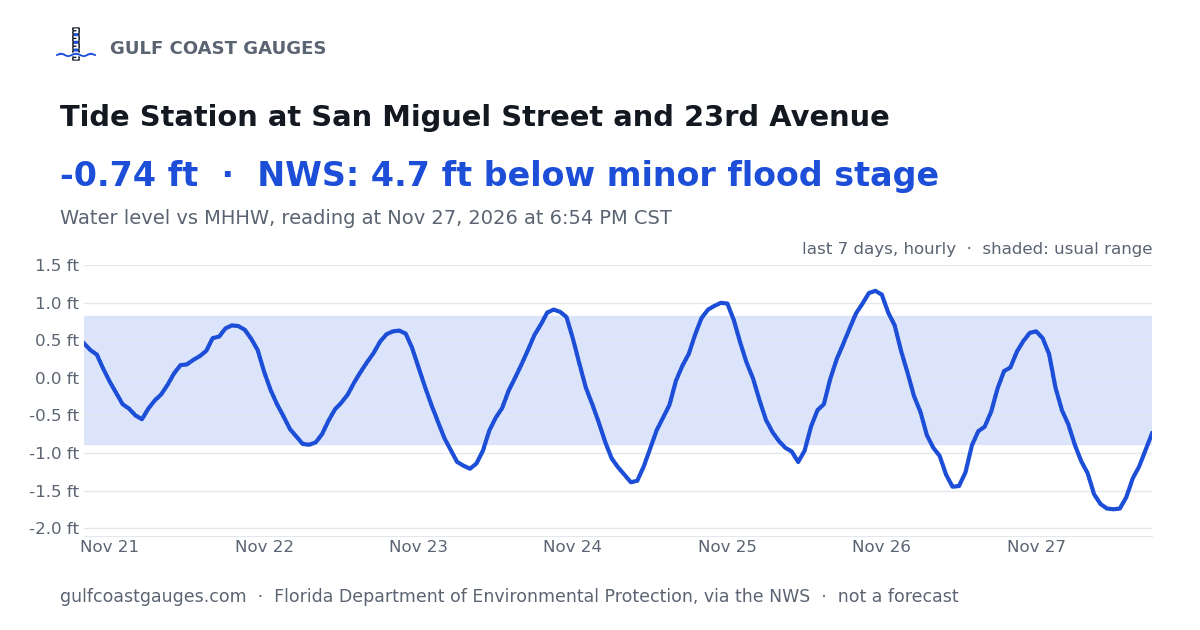 GULF COAST GAUGES
Tide Station at San Miguel Street and 23rd Avenue
-0.74 ft · NWS: 4.7 ft below minor flood stage
Water level vs MHHW, reading at Nov 27, 2026 at 6:54 PM CST
last 7 days, hourly · shaded: usual range
1.5 ft
1.0 ft
0.5 ft
0.0 ft
-0.5 ft
-1.0 ft
-1.5 ft
-2.0 ft
Nov 21 Nov 22 Nov 23 Nov 24 Nov 25 Nov 26 Nov 27
gulfcoastgauges.com · Florida Department of Environmental Protection, via the NWS · not a forecast